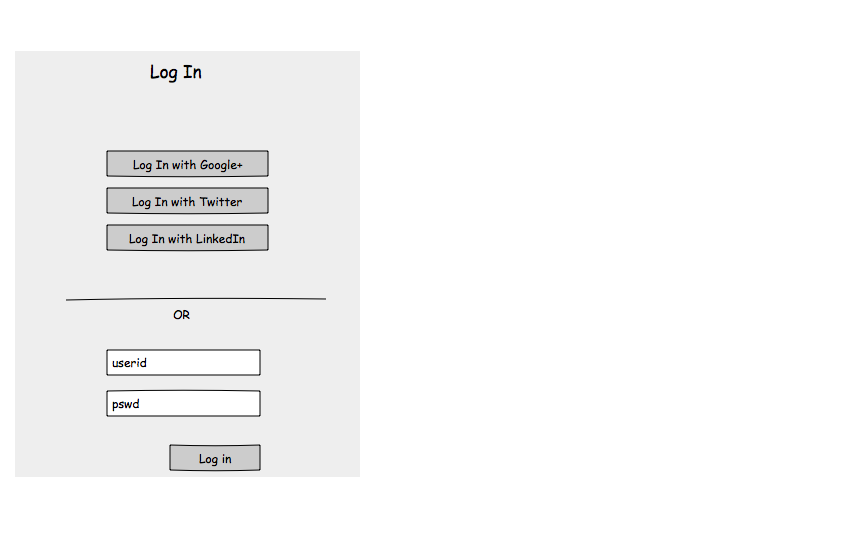 Log In
Log In with Google+
Log In with Twitter
Log In with LinkedIn
OR
userid
pswd
Log in